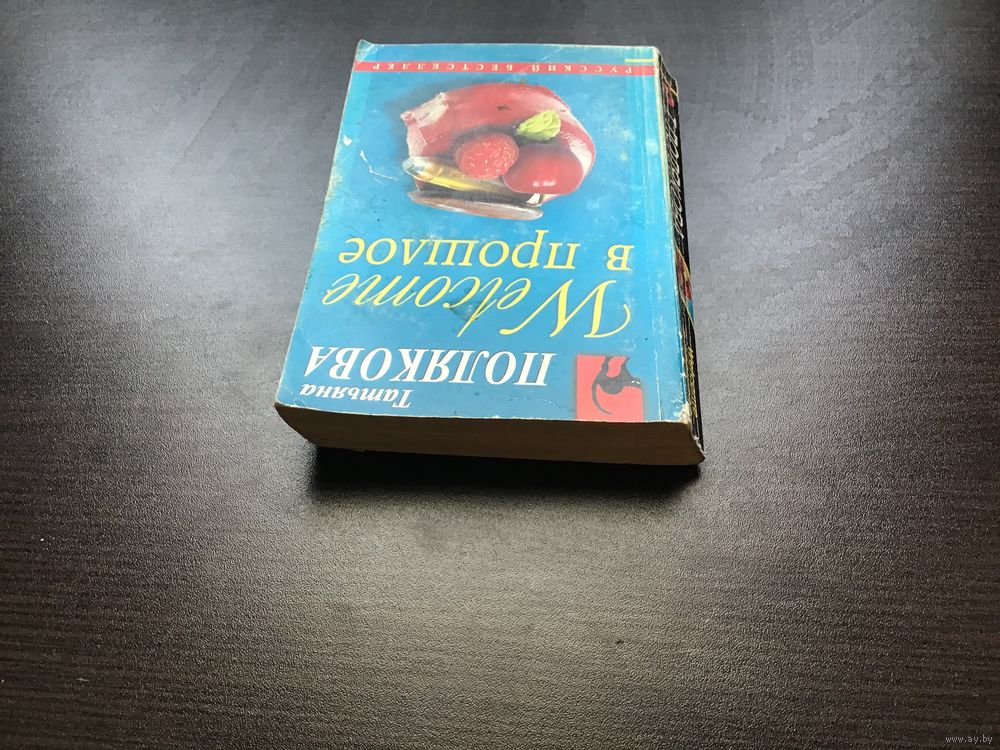 Татьяна
ПОЛЯКОВА
Welcome
в прошлое
РУССКИЙ БЕСТСЕЛЛЕР
www.ay.by